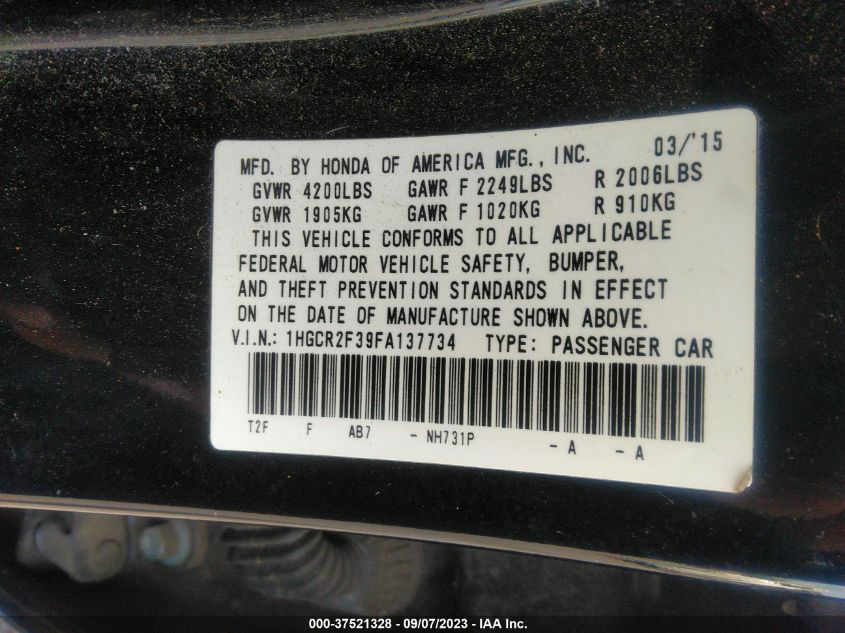 MFD. BY HONDA OF AMERICA MFG., INC. 03/'15
GVWR 4200LBS GAWR F 2249LBS R 2006LBS
GVWR 1905KG GAWR F 1020KG R 910KG
THIS VEHICLE CONFORMS TO ALL APPLICABLE
FEDERAL MOTOR VEHICLE SAFETY, BUMPER,
AND THEFT PREVENTION STANDARDS IN EFFECT
ON THE DATE OF MANUFACTURE SHOWN ABOVE.
V.I.N.: 1HGCR2F39FA137734 TYPE: PASSENGER CAR
T2F F AB7 - NH731P - A - A
000-37521328 - 09/07/2023 - IAA Inc.